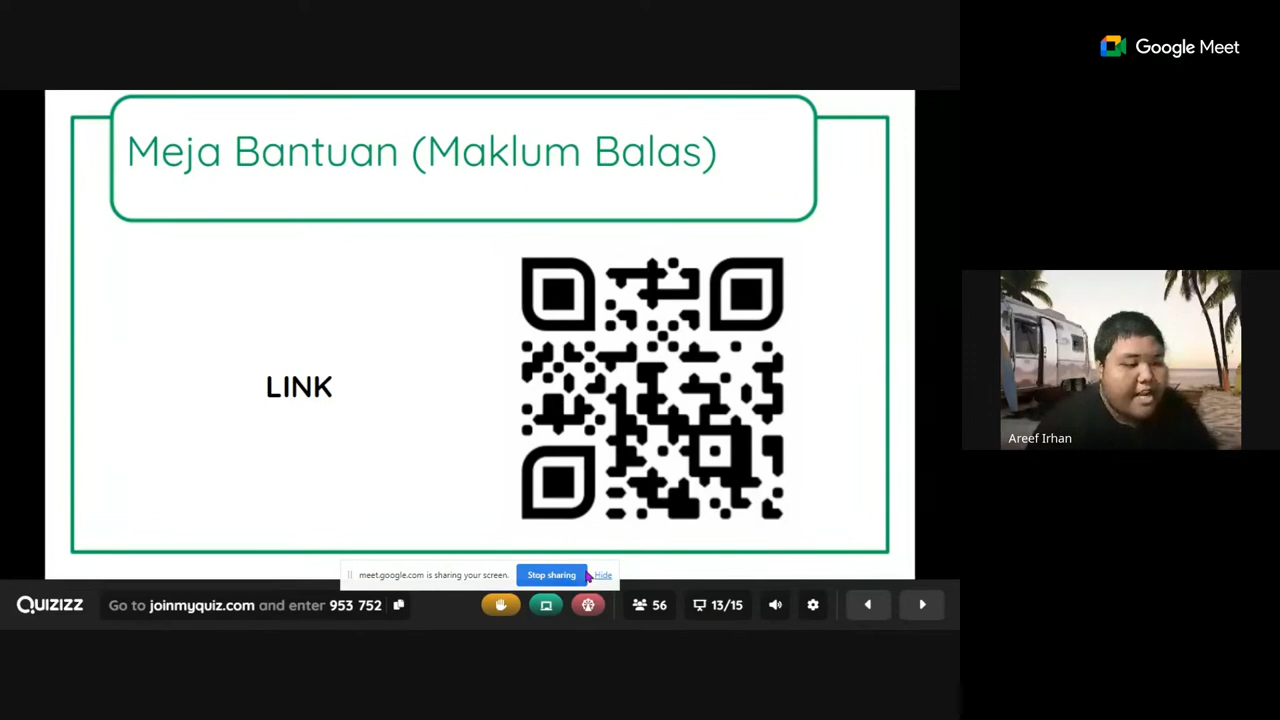 Google Meet
Meja Bantuan (Maklum Balas)
LINK
Areef Irhan
meet.google.com is sharing your screen.
Stop sharing
Hide
QUIZIZZ
Go to joinmyquiz.com and enter 953 752
56
13/15